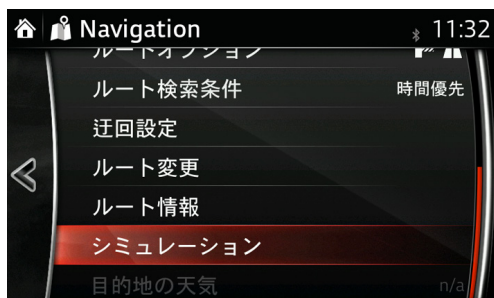 Navigation 11:32
ルートオプション
ルート検索条件 時間優先
迂回設定
ルート変更
ルート情報
シミュレーション
目的地の天気 n/a